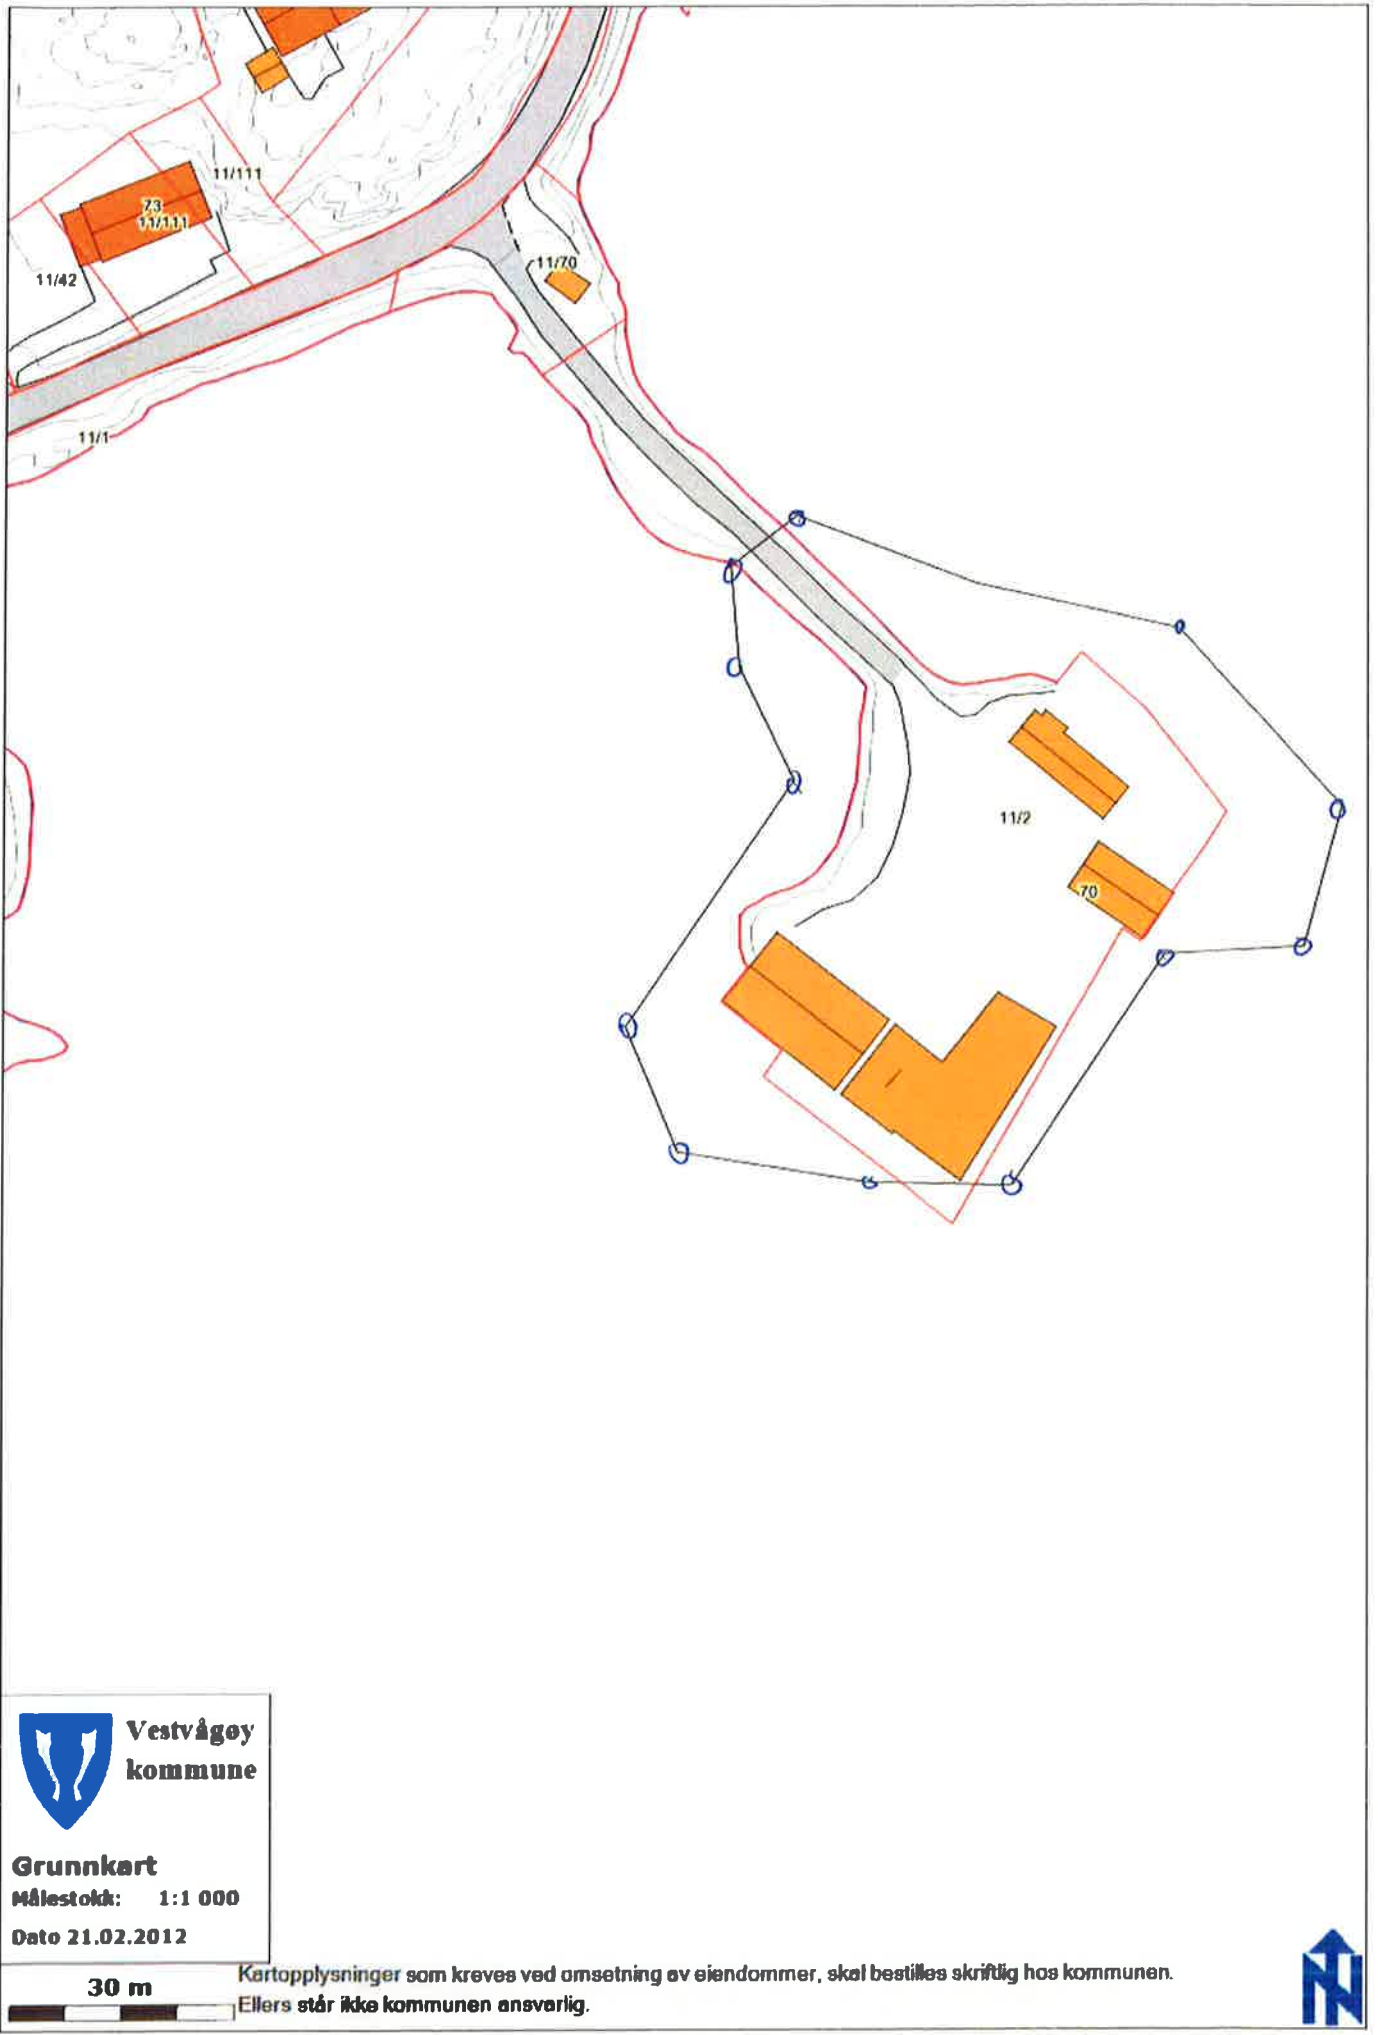 11/111
73
11/111
11/42
11/70
11/1
11/2
70
Vestvågøy
kommune
Grunnkart
Målestokk: 1:1 000
Dato 21.02.2012
30 m
Kartopplysninger som kreves ved omsetning av eiendommer, skal bestilles skriftlig hos kommunen.
Ellers står ikke kommunen ansvarlig.
N